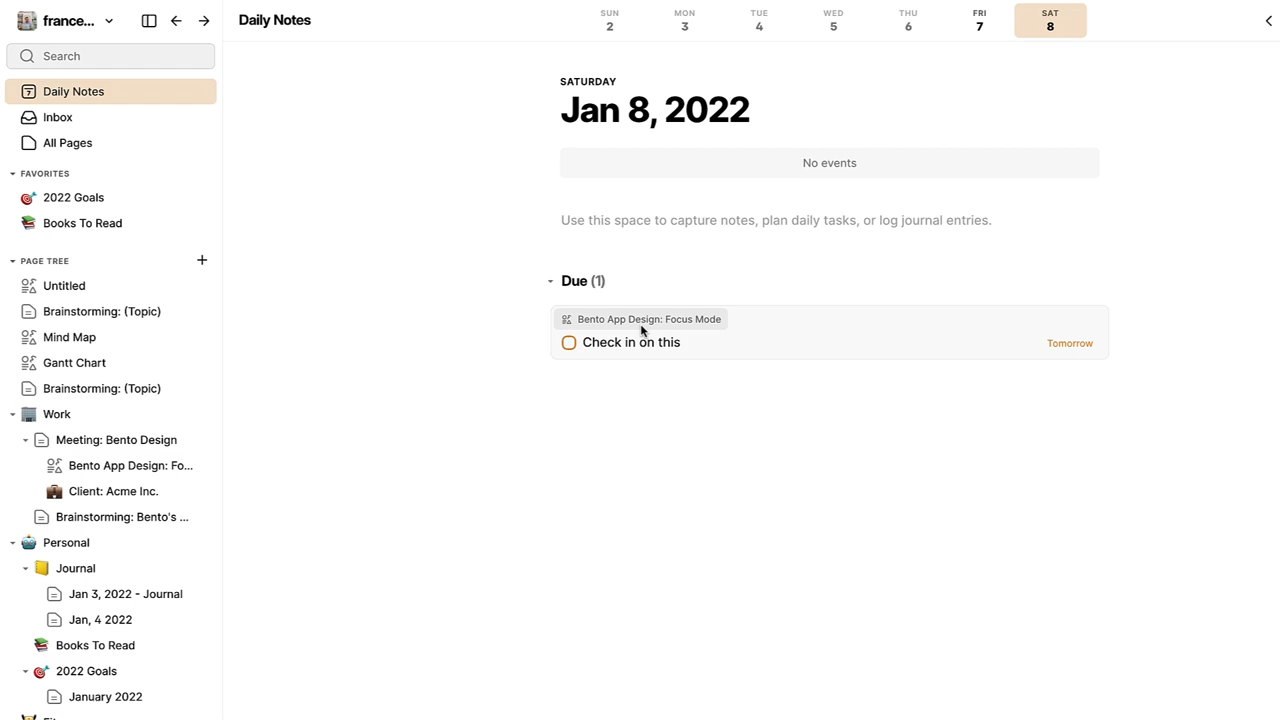 france...
Search
Daily Notes
Inbox
All Pages
FAVORITES
2022 Goals
Books To Read
PAGE TREE
Untitled
Brainstorming: (Topic)
Mind Map
Gantt Chart
Brainstorming: (Topic)
Work
Meeting: Bento Design
Bento App Design: Fo...
Client: Acme Inc.
Brainstorming: Bento's ...
Personal
Journal
Jan 3, 2022 - Journal
Jan, 4 2022
Books To Read
2022 Goals
January 2022
Daily Notes
SUN MON TUE WED THU FRI SAT
2 3 4 5 6 7 8
SATURDAY
Jan 8, 2022
No events
Use this space to capture notes, plan daily tasks, or log journal entries.
Due (1)
Bento App Design: Focus Mode
Check in on this Tomorrow